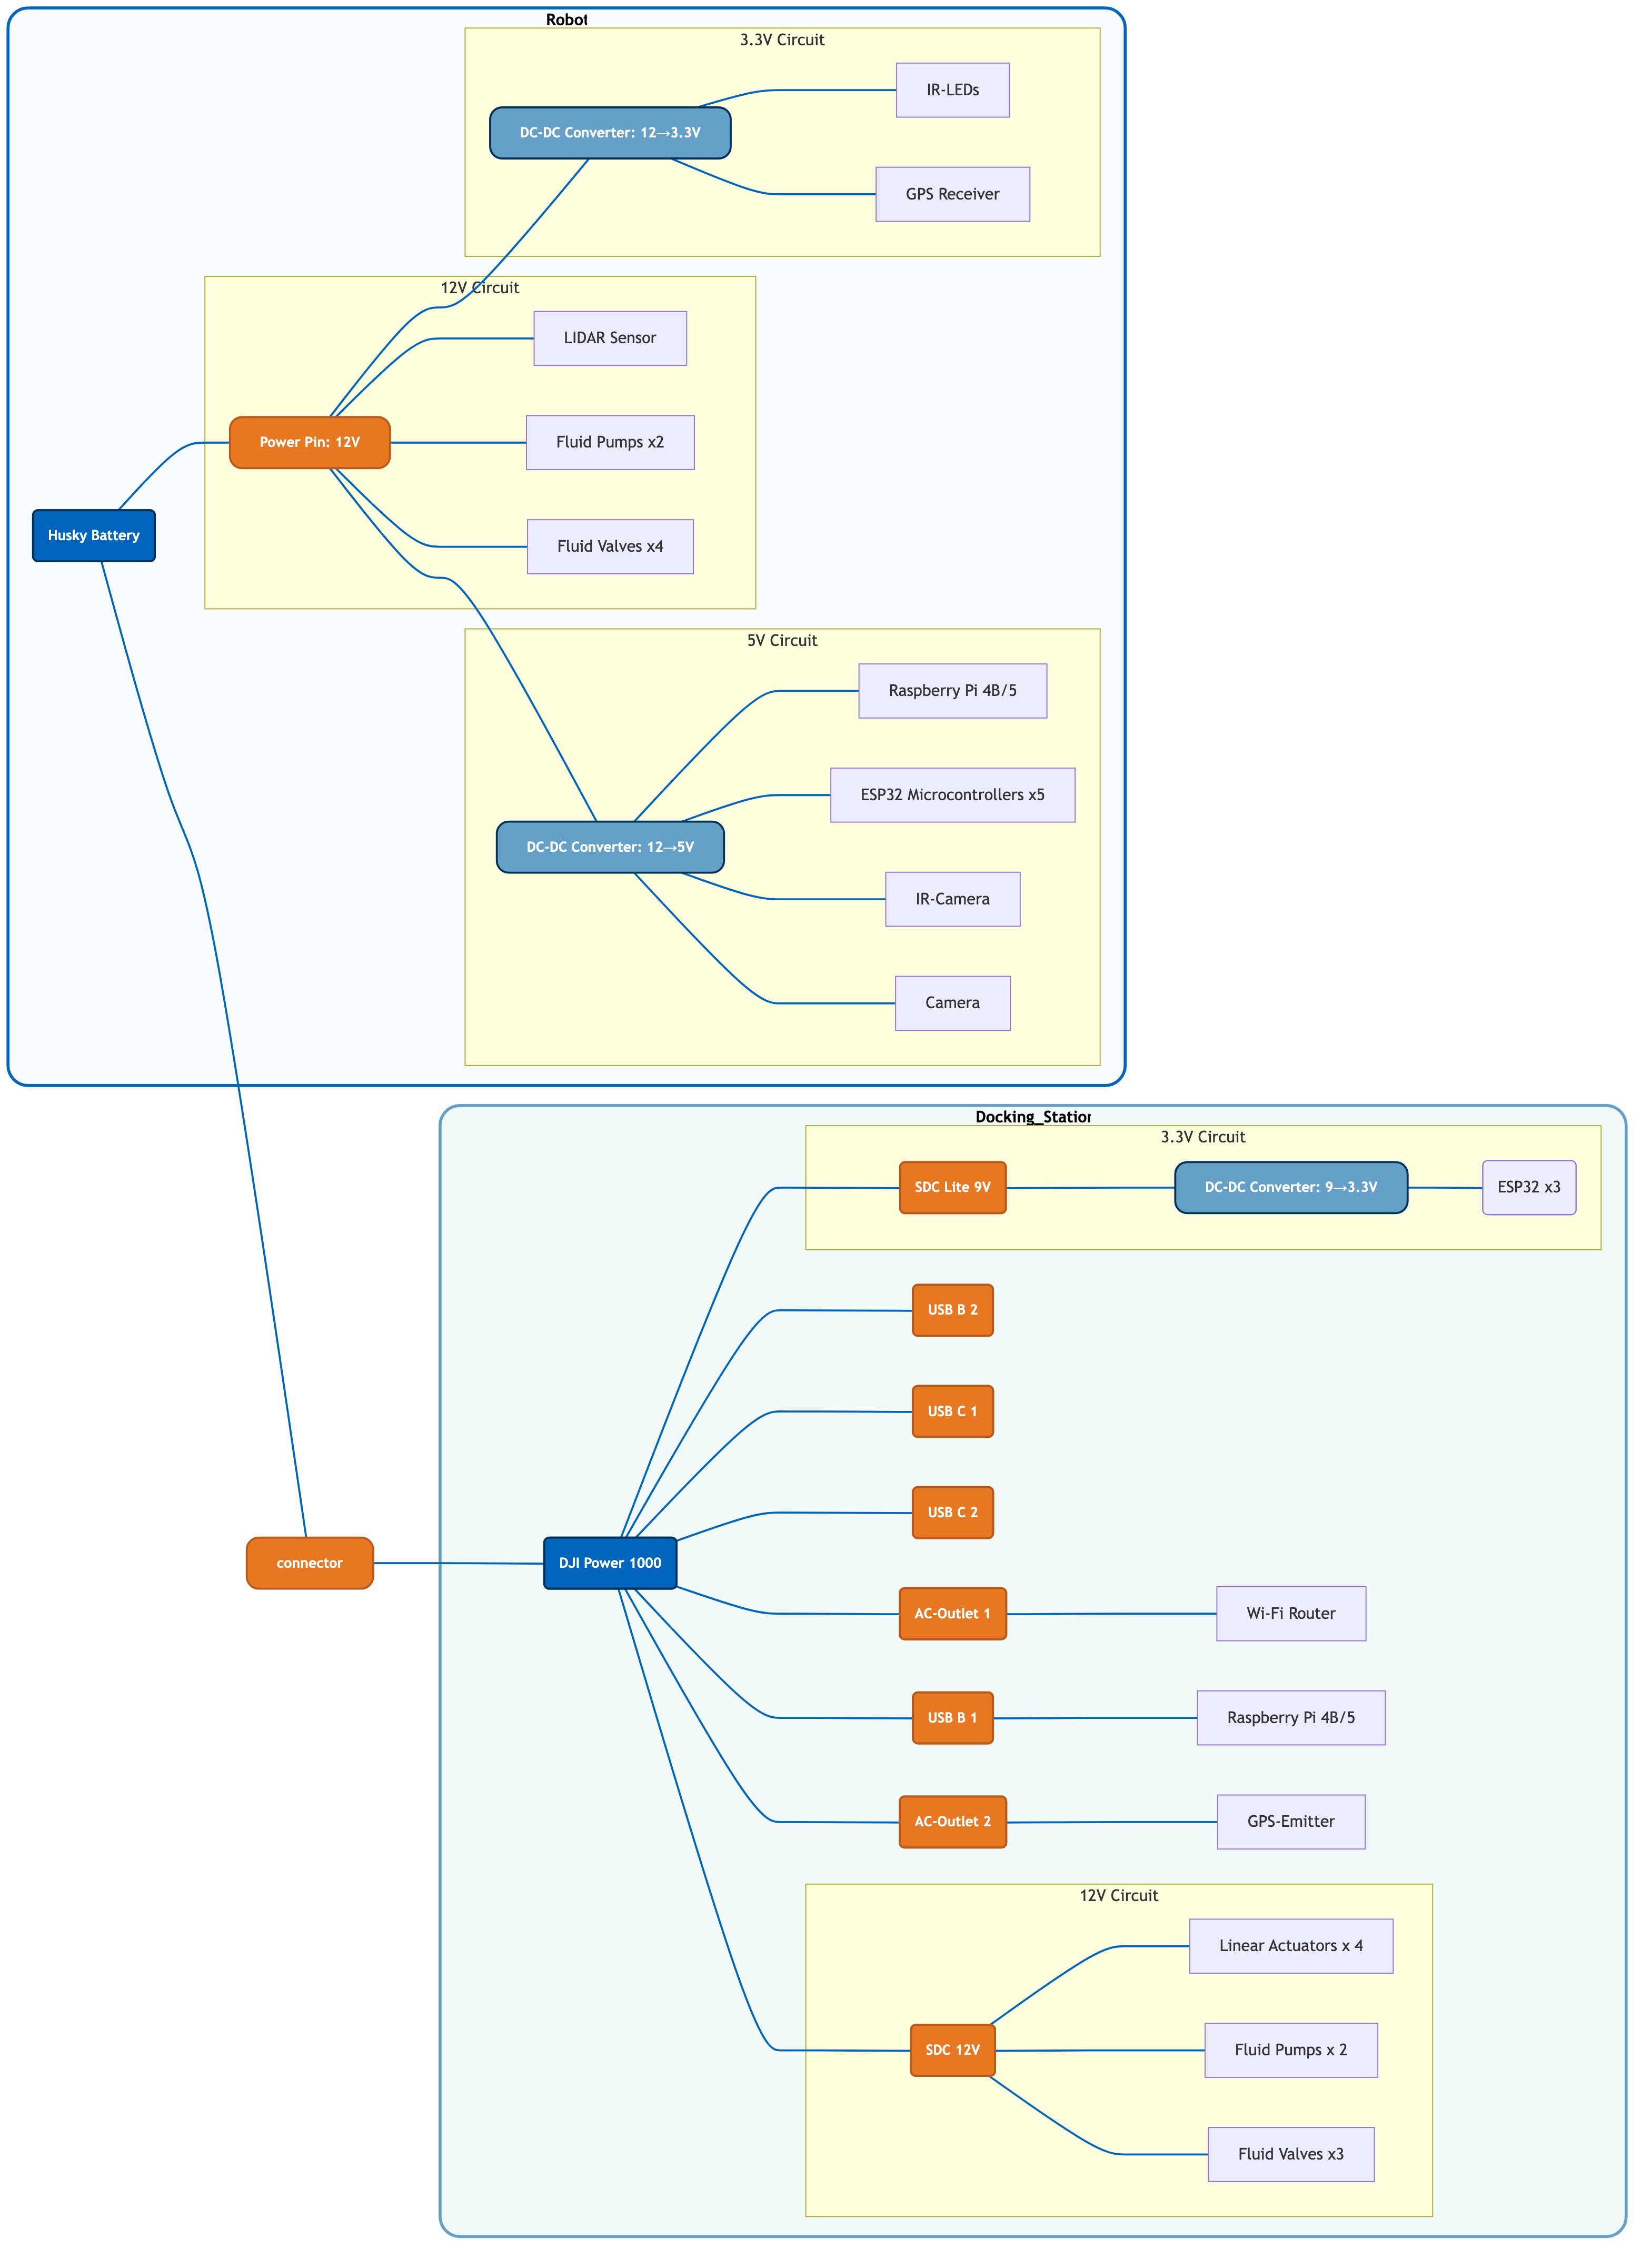 Robot
3.3V Circuit
IR-LEDs
DC-DC Converter: 12→3.3V
GPS Receiver
12V Circuit
LIDAR Sensor
Power Pin: 12V
Fluid Pumps x2
Husky Battery
Fluid Valves x4
5V Circuit
Raspberry Pi 4B/5
ESP32 Microcontrollers x5
DC-DC Converter: 12→5V
IR-Camera
Camera
Docking_Station
3.3V Circuit
SDC Lite 9V
DC-DC Converter: 9→3.3V
ESP32 x3
USB B 2
USB C 1
USB C 2
connector
DJI Power 1000
AC-Outlet 1
Wi-Fi Router
USB B 1
Raspberry Pi 4B/5
AC-Outlet 2
GPS-Emitter
12V Circuit
Linear Actuators x 4
SDC 12V
Fluid Pumps x 2
Fluid Valves x3